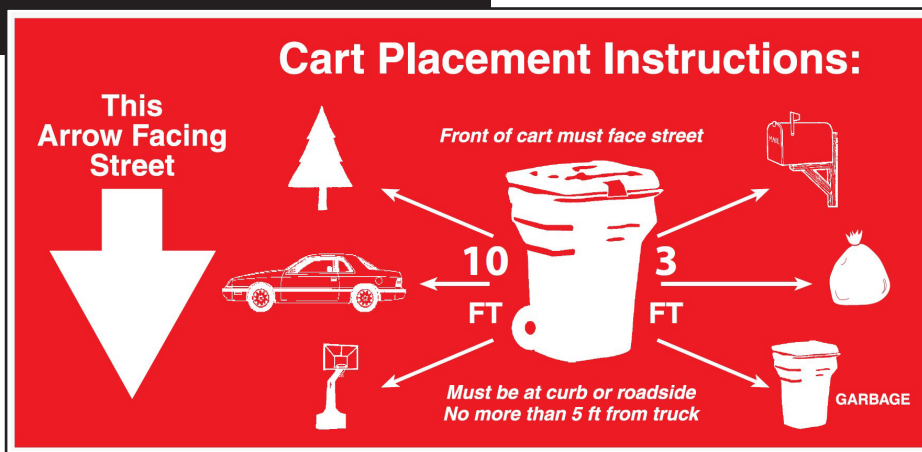 Cart Placement Instructions:
This
Arrow Facing
Street
Front of cart must face street
MAIL
10
FT
3
FT
Must be at curb or roadside
No more than 5 ft from truck
GARBAGE